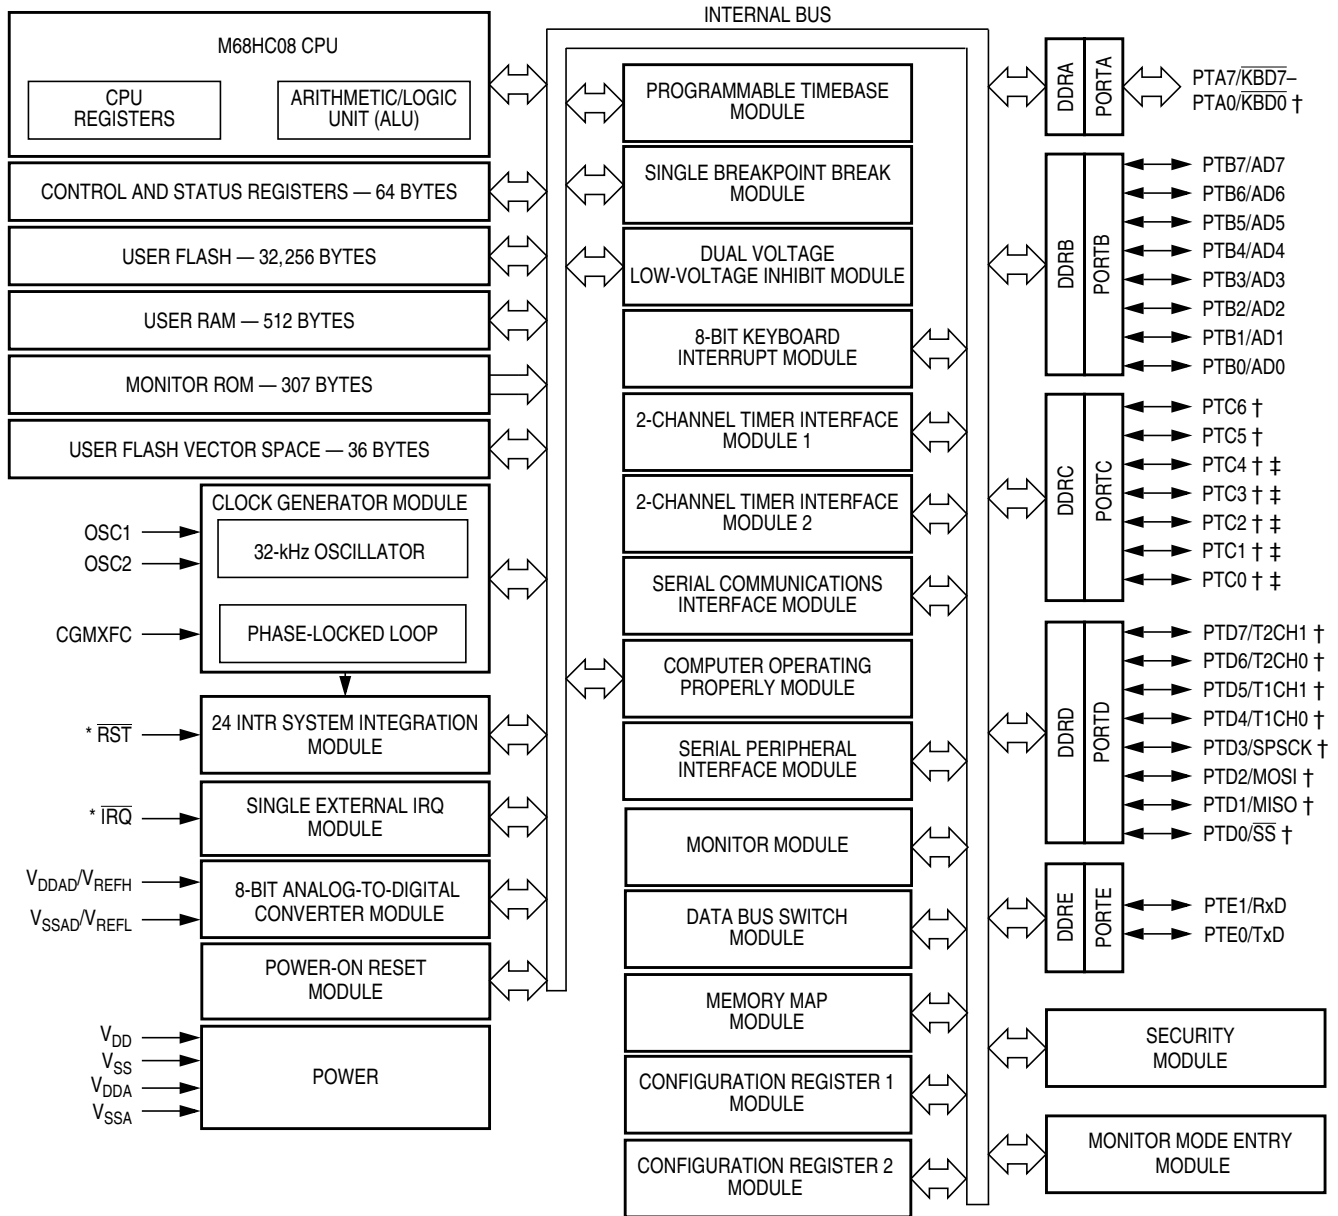 INTERNAL BUS
M68HC08 CPU
CPU
REGISTERS
ARITHMETIC/LOGIC
UNIT (ALU)
CONTROL AND STATUS REGISTERS — 64 BYTES
USER FLASH — 32,256 BYTES
USER RAM — 512 BYTES
MONITOR ROM — 307 BYTES
USER FLASH VECTOR SPACE — 36 BYTES
CLOCK GENERATOR MODULE
32-kHz OSCILLATOR
PHASE-LOCKED LOOP
OSC1
OSC2
CGMXFC
24 INTR SYSTEM INTEGRATION
MODULE
* R̅S̅T̅
SINGLE EXTERNAL IRQ
MODULE
* I̅R̅Q̅
8-BIT ANALOG-TO-DIGITAL
CONVERTER MODULE
VDDAD/VREFH
VSSAD/VREFL
POWER-ON RESET
MODULE
POWER
VDD
VSS
VDDA
VSSA
PROGRAMMABLE TIMEBASE
MODULE
SINGLE BREAKPOINT BREAK
MODULE
DUAL VOLTAGE
LOW-VOLTAGE INHIBIT MODULE
8-BIT KEYBOARD
INTERRUPT MODULE
2-CHANNEL TIMER INTERFACE
MODULE 1
2-CHANNEL TIMER INTERFACE
MODULE 2
SERIAL COMMUNICATIONS
INTERFACE MODULE
COMPUTER OPERATING
PROPERLY MODULE
SERIAL PERIPHERAL
INTERFACE MODULE
MONITOR MODULE
DATA BUS SWITCH
MODULE
MEMORY MAP
MODULE
CONFIGURATION REGISTER 1
MODULE
CONFIGURATION REGISTER 2
MODULE
DDRA
PORTA
PTA7/K̅B̅D̅7̅–
PTA0/K̅B̅D̅0̅ †
DDRB
PORTB
PTB7/AD7
PTB6/AD6
PTB5/AD5
PTB4/AD4
PTB3/AD3
PTB2/AD2
PTB1/AD1
PTB0/AD0
DDRC
PORTC
PTC6 †
PTC5 †
PTC4 † ‡
PTC3 † ‡
PTC2 † ‡
PTC1 † ‡
PTC0 † ‡
DDRD
PORTD
PTD7/T2CH1 †
PTD6/T2CH0 †
PTD5/T1CH1 †
PTD4/T1CH0 †
PTD3/SPSCK †
PTD2/MOSI †
PTD1/MISO †
PTD0/S̅S̅ †
DDRE
PORTE
PTE1/RxD
PTE0/TxD
SECURITY
MODULE
MONITOR MODE ENTRY
MODULE